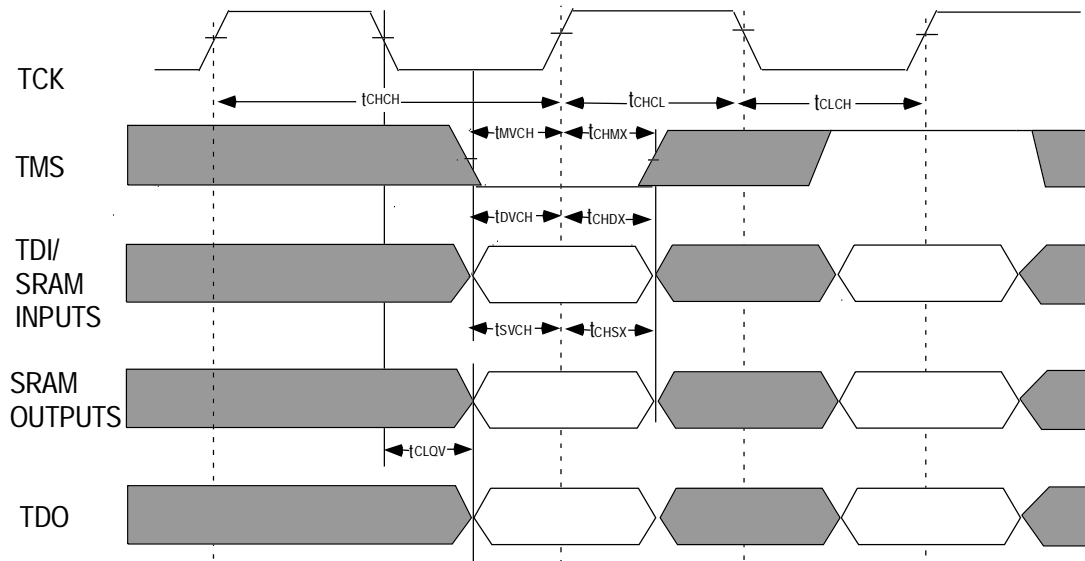 TCK
tCHCH
tCHCL
tCLCH
TMS
tMVCH
tCHMX
tDVCH
tCHDX
TDI/
SRAM
INPUTS
tSVCH
tCHSX
SRAM
OUTPUTS
tCLQV
TDO